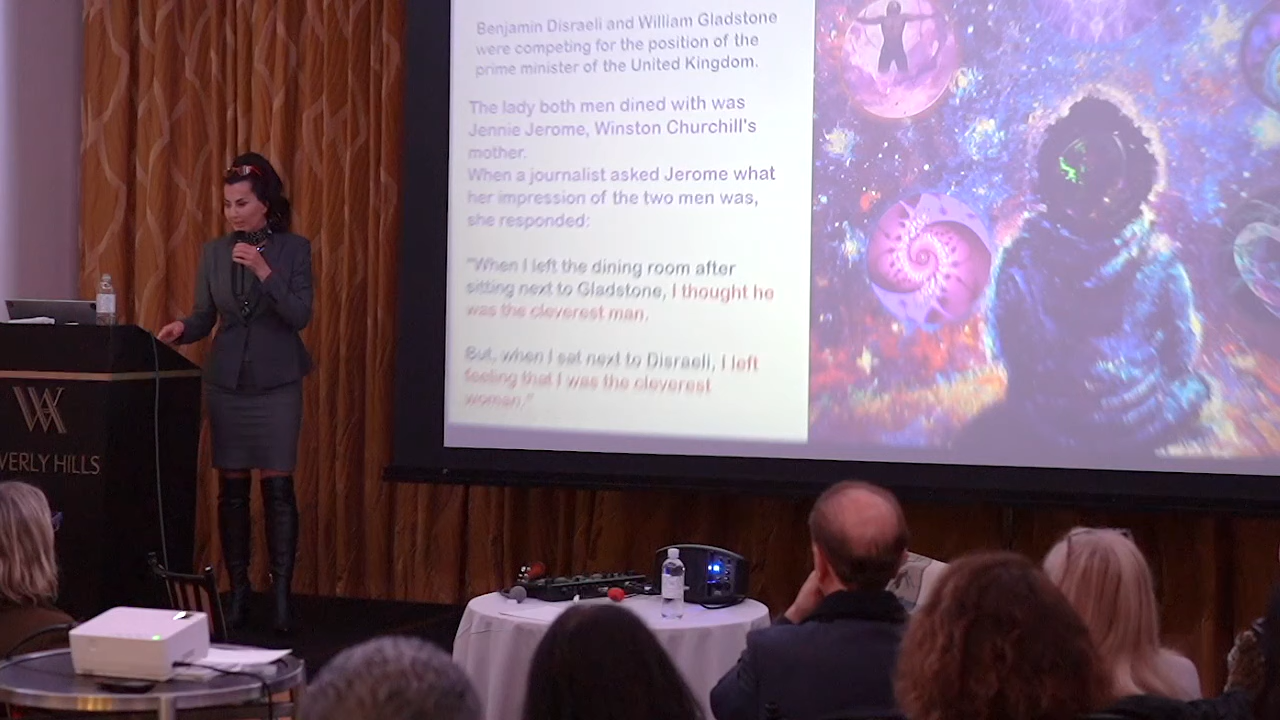 Benjamin Disraeli and William Gladstone
were competing for the position of the
prime minister of the United Kingdom.
The lady both men dined with was
Jennie Jerome, Winston Churchill's
mother.
When a journalist asked Jerome what
her impression of the two men was,
she responded:
"When I left the dining room after
sitting next to Gladstone, I thought he
was the cleverest man.
But, when I sat next to Disraeli, I left
feeling that I was the cleverest
woman."
WA
VERLY HILLS